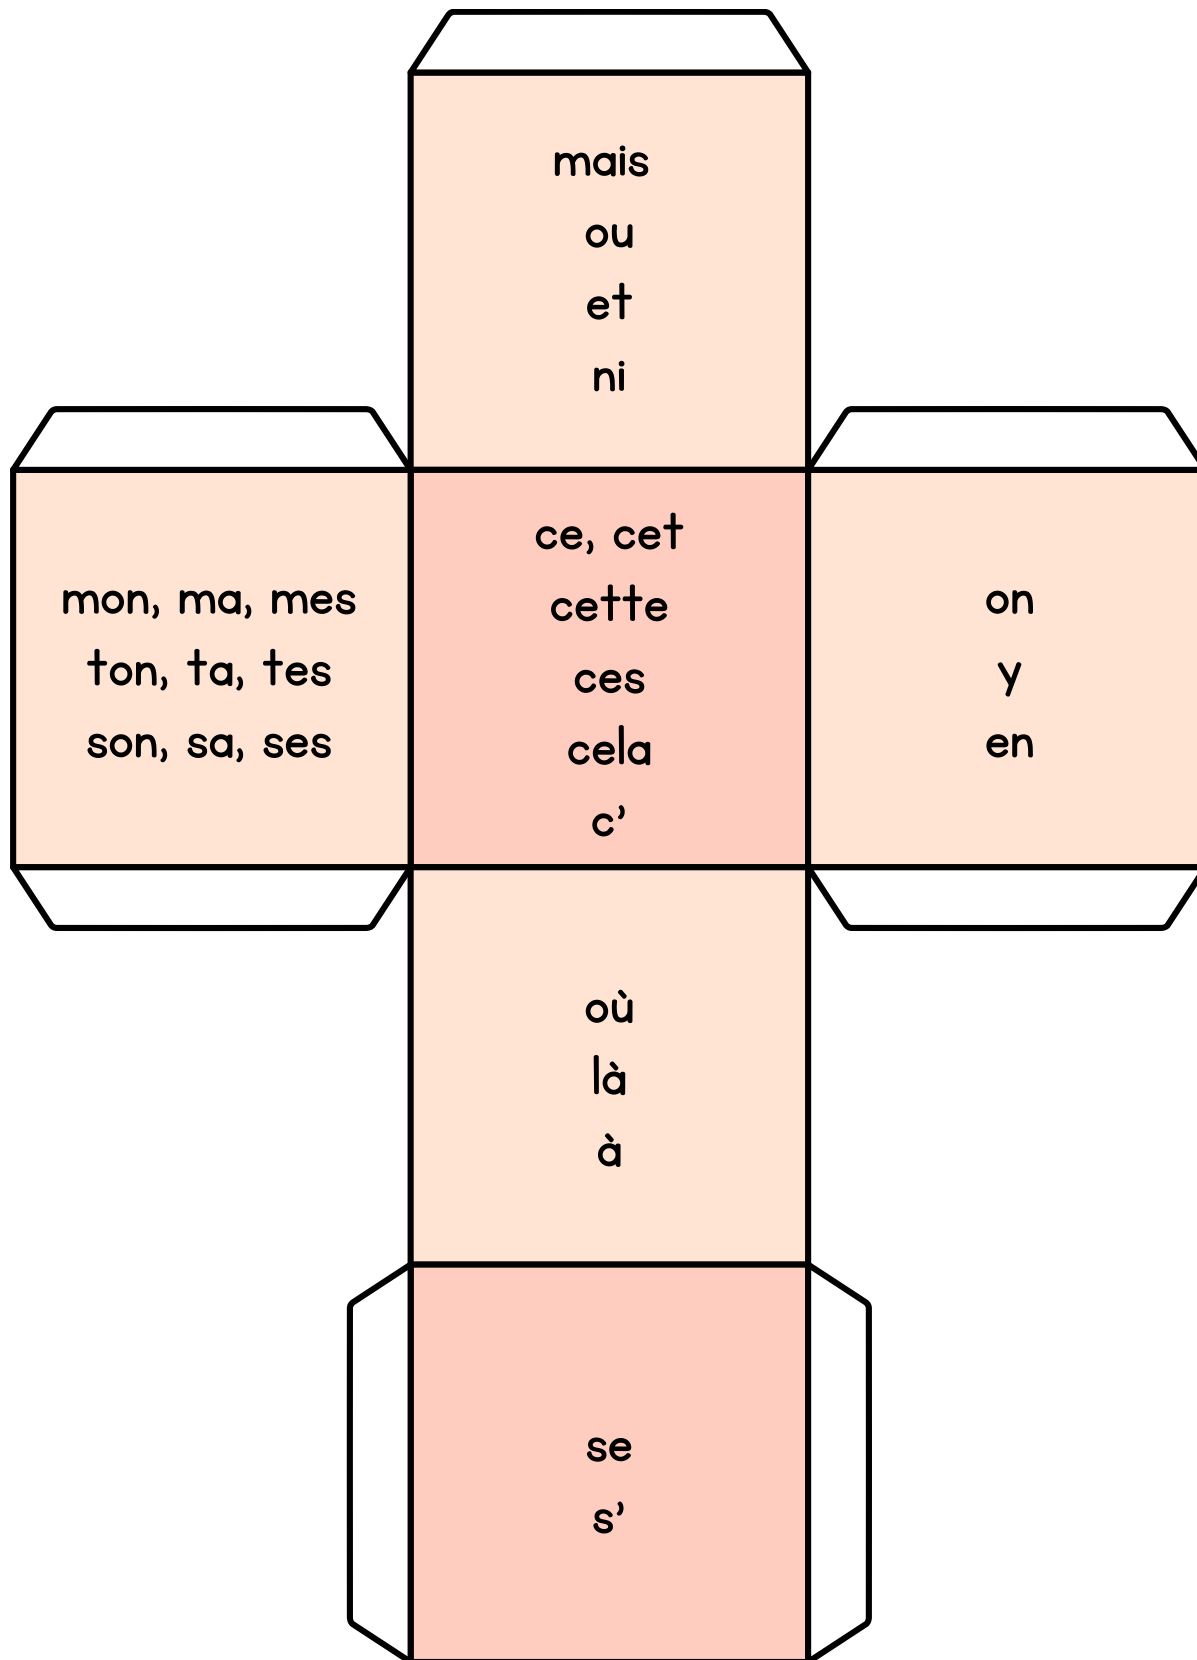 mais
ou
et
ni
mon, ma, mes
ton, ta, tes
son, sa, ses
ce, cet
cette
ces
cela
c’
on
y
en
où
là
à
se
s’